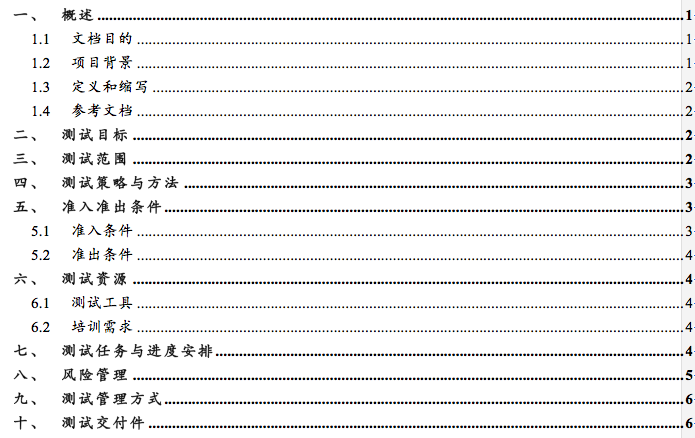 一、 概述 ........ 1
1.1 文档目的 ........ 1
1.2 项目背景 ........ 1
1.3 定义和缩写 ........ 2
1.4 参考文档 ........ 2
二、 测试目标 ........ 2
三、 测试范围 ........ 2
四、 测试策略与方法 ........ 3
五、 准入准出条件 ........ 3
5.1 准入条件 ........ 3
5.2 准出条件 ........ 4
六、 测试资源 ........ 4
6.1 测试工具 ........ 4
6.2 培训需求 ........ 4
七、 测试任务与进度安排 ........ 4
八、 风险管理 ........ 5
九、 测试管理方式 ........ 6
十、 测试交付件 ........ 6